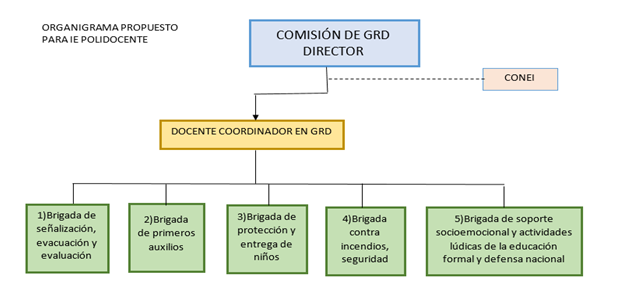 ORGANIGRAMA PROPUESTO
PARA IE POLIDOCENTE
COMISIÓN DE GRD
DIRECTOR
CONEI
DOCENTE COORDINADOR EN GRD
1)Brigada de
señalización,
evacuación y
evaluación
2)Brigada
de primeros
auxilios
3)Brigada de
protección y
entrega de
niños
4)Brigada
contra
incendios,
seguridad
5)Brigada de soporte
socioemocional y actividades
lúdicas de la educación
formal y defensa nacional